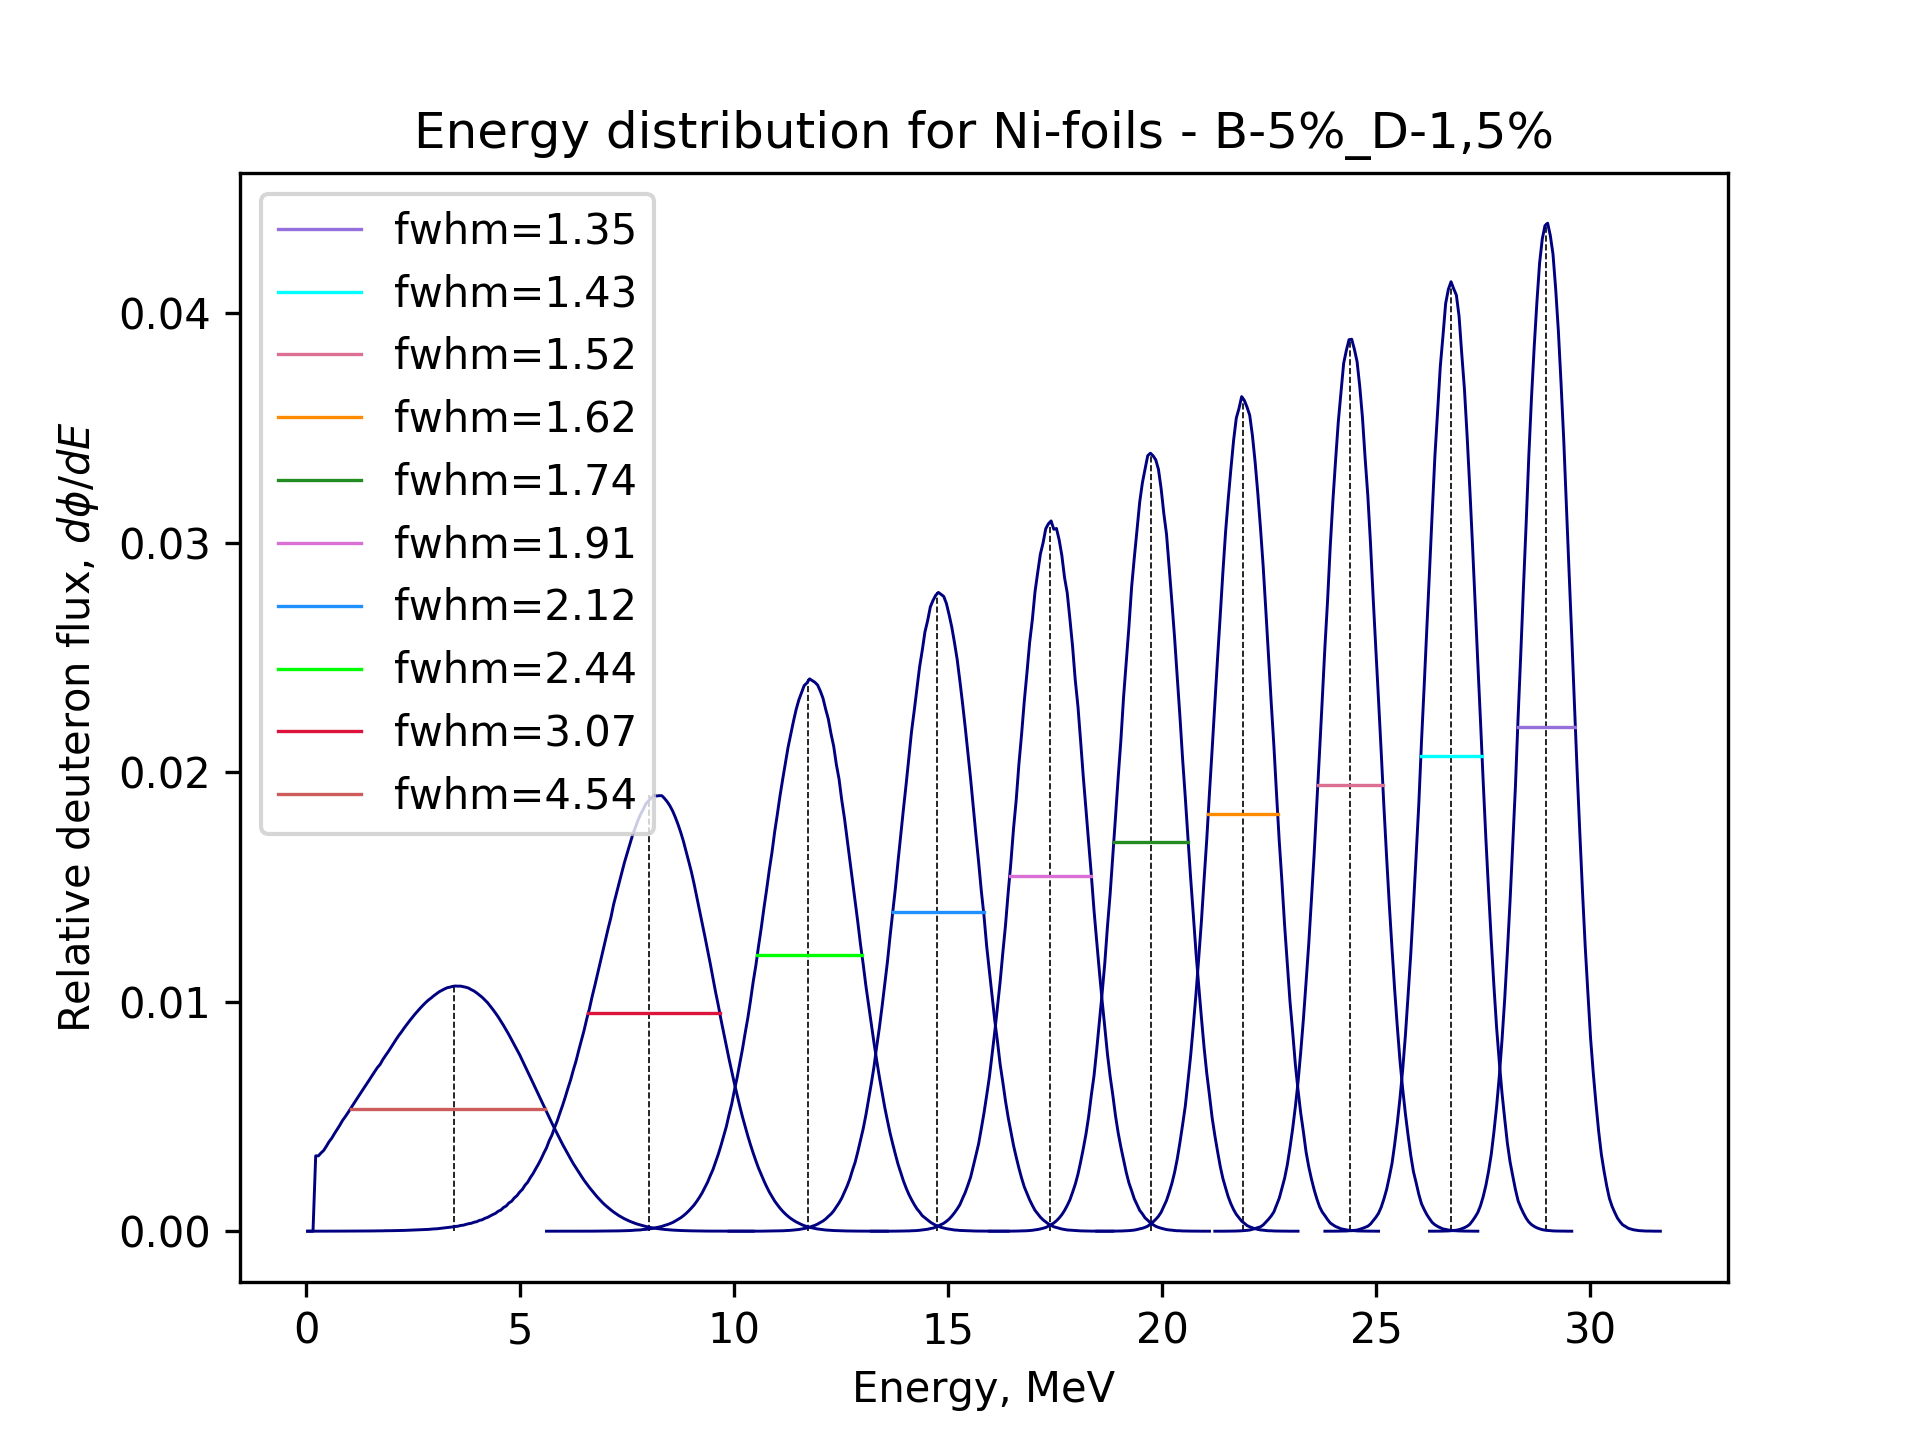 Energy distribution for Ni-foils - B-5%_D-1,5%
fwhm=1.35
fwhm=1.43
fwhm=1.52
fwhm=1.62
fwhm=1.74
fwhm=1.91
fwhm=2.12
fwhm=2.44
fwhm=3.07
fwhm=4.54
Relative deuteron flux, dϕ/dE
0.04
0.03
0.02
0.01
0.00
0 5 10 15 20 25 30
Energy, MeV